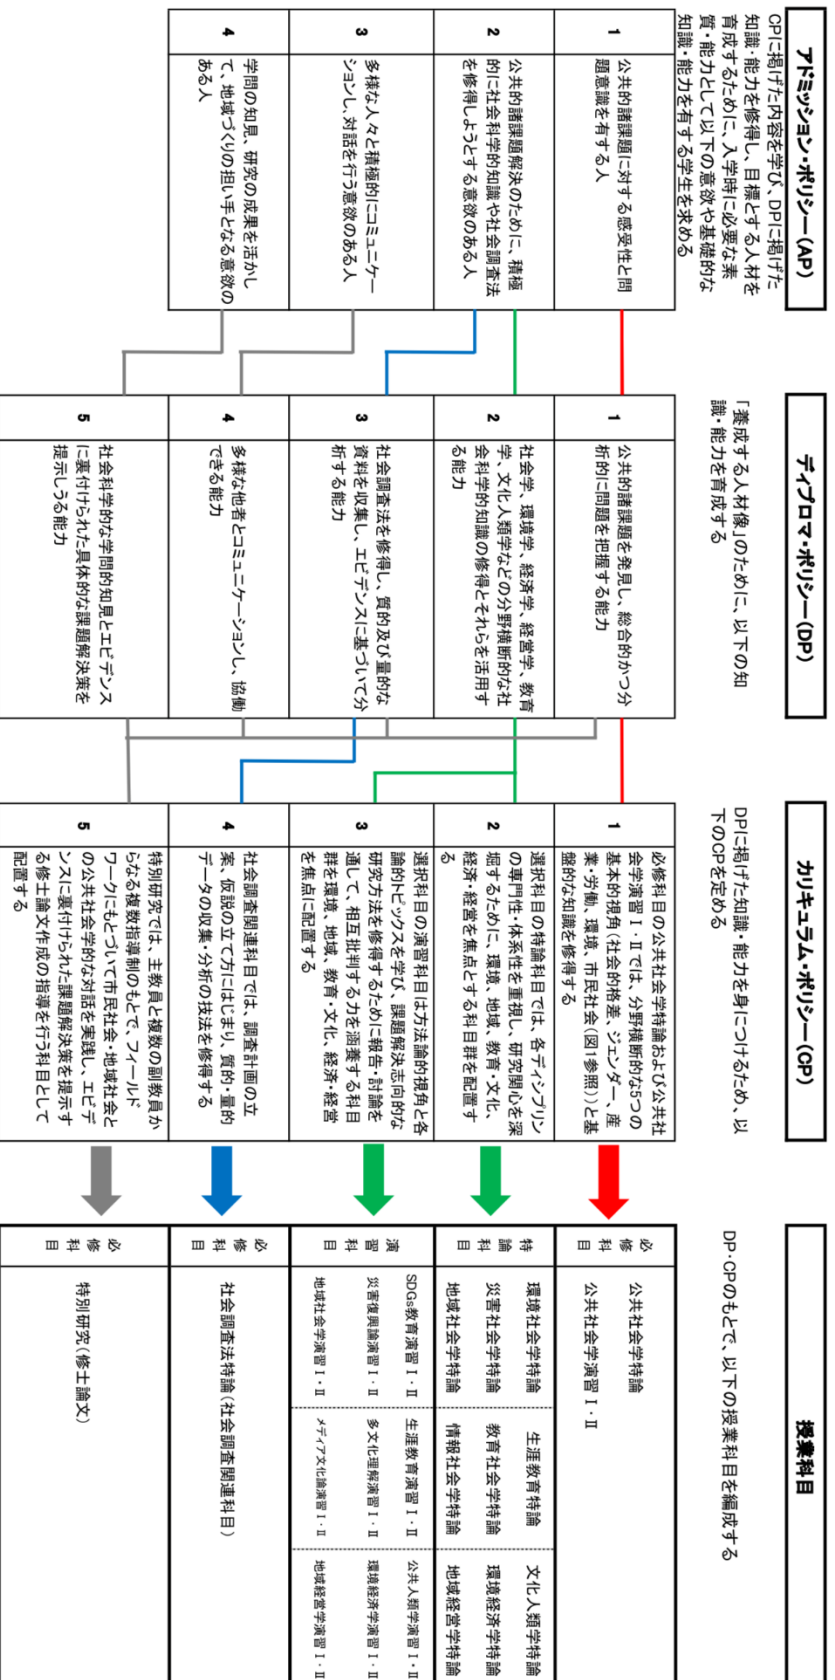 アドミッション・ポリシー(AP)
CPに掲げた内容を学び、DPに掲げた
知識・能力を修得し、目標とする人材を
育成するために、入学時に必要な素
質・能力として以下の意欲や基礎的な
知識・能力を有する学生を求める
1
公共的諸課題に対する感受性と問
題意識を有する人
2
公共的諸課題解決のために、積極
的に社会科学的知識や社会調査法
を修得しようとする意欲のある人
3
多様な人々と積極的にコミュニケー
ションし、対話を行う意欲のある人
4
学問の知見、研究の成果を活かし
て、地域づくりの担い手となる意欲の
ある人
ディプロマ・ポリシー(DP)
「養成する人材像」のために、以下の知
識・能力を育成する
1
公共的諸課題を発見し、総合的かつ分
析的に問題を把握する能力
2
社会学、環境学、経済学、経営学、教育
学、文化人類学などの分野横断的な社
会科学的知識の修得とそれらを活用す
る能力
3
社会調査法を修得し、質的及び量的な
資料を収集し、エビデンスに基づいて分
析する能力
4
多様な他者とコミュニケーションし、協働
できる能力
5
社会科学的な学問的知見とエビデンス
に裏付けられた具体的な課題解決策を
提示しうる能力
カリキュラム・ポリシー(CP)
DPに掲げた知識・能力を身につけるため、以
下のCPを定める
1
必修科目の公共社会学特論および公共社
会学演習Ⅰ・Ⅱでは、分野横断的な5つの
基本的視角(社会的格差、ジェンダー、産
業・労働、環境、市民社会(図1参照))と基
盤的な知識を修得する
2
選択科目の特論科目では、各ディシプリン
の専門性・体系性を重視し、研究関心を深
堀するために、環境、地域、教育・文化、
経済・経営を焦点とする科目群を配置す
る
3
選択科目の演習科目は方法論的視角と各
論的トピックスを学び、課題解決志向的な
研究方法を修得するために報告・討論を
通して、相互批判する力を涵養する科目
群を環境、地域、教育・文化、経済・経営
を焦点に配置する
4
社会調査関連科目では、調査計画の立
案、仮説の立て方にはじまり、質的・量的
データの収集・分析の技法を修得する
5
特別研究では、主教員と複数の副教員か
らなる複数指導制のもとで、フィールド
ワークにもとづいて市民社会・地域社会と
の公共社会学的な対話を実践し、エビデ
ンスに裏付けられた課題解決策を提示す
る修士論文作成の指導を行う科目として
配置する
授業科目
DP・CPのもとで、以下の授業科目を編成する
必修科目
公共社会学特論
公共社会学演習Ⅰ・Ⅱ
特論科目
環境社会学特論
災害社会学特論
地域社会学特論
生涯教育特論
教育社会学特論
情報社会学特論
文化人類学特論
環境経済学特論
地域経営学特論
演習科目
SDGs教育演習Ⅰ・Ⅱ
災害復興論演習Ⅰ・Ⅱ
地域社会学演習Ⅰ・Ⅱ
生涯教育演習Ⅰ・Ⅱ
多文化理解演習Ⅰ・Ⅱ
メディア文化論演習Ⅰ・Ⅱ
公共人類学演習Ⅰ・Ⅱ
環境経済学演習Ⅰ・Ⅱ
地域経営学演習Ⅰ・Ⅱ
必修科目
社会調査法特論(社会調査関連科目)
必修科目
特別研究(修士論文)